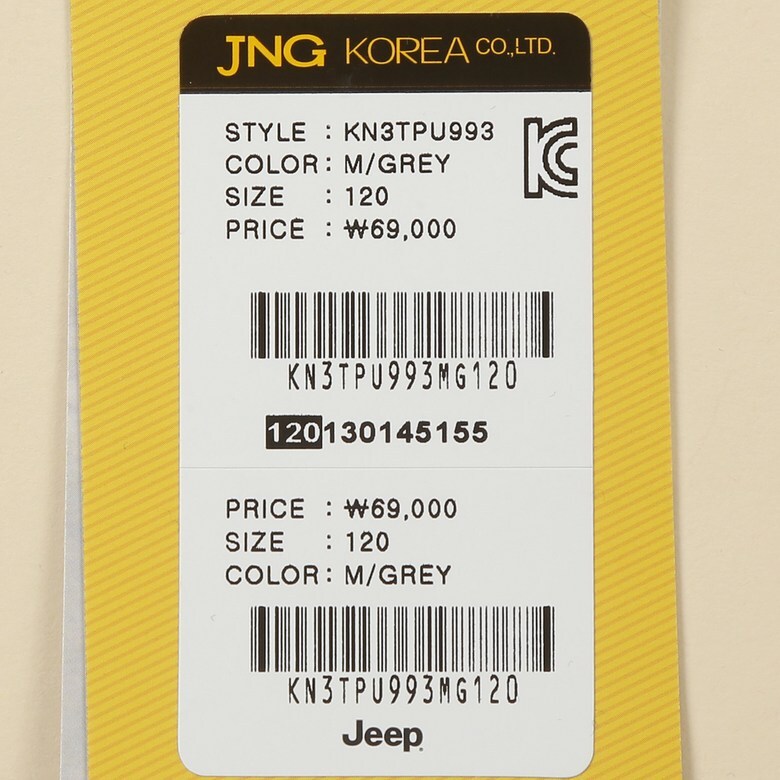 JNG KOREA CO.,LTD.
STYLE : KN3TPU993
COLOR : M/GREY
SIZE : 120
PRICE : ₩69,000
KC
KN3TPU993MG120
120130145155
PRICE : ₩69,000
SIZE : 120
COLOR : M/GREY
KN3TPU993MG120
Jeep